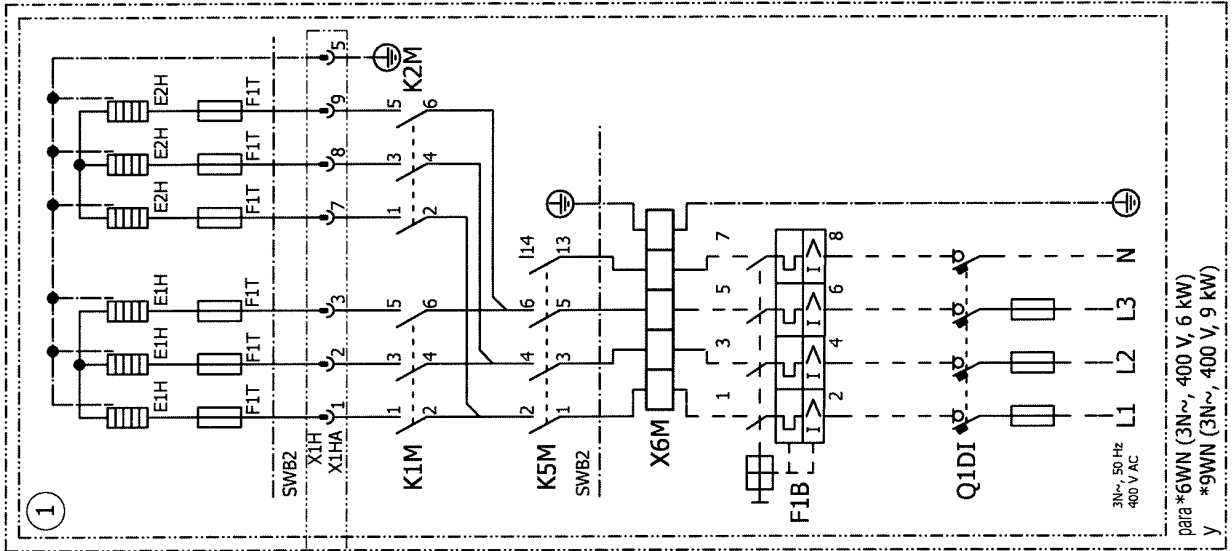 1
E1H E1H E1H E2H E2H E2H
F1T F1T F1T F1T F1T F1T
SWB2
X1H
X1HA
1 2 3 7 8 9 5
K1M
1 3 5 1 3 5
2 4 6 2 4 6
K2M
K5M
2 4 6 14
1 3 5 13
SWB2
X6M
1 3 5 7
F1B
I> I> I> I>
2 4 6 8
Q1DI
3N~, 50 Hz
400 V AC
L1 L2 L3 N
para *6WN (3N~, 400 V, 6 kW)
y *9WN (3N~, 400 V, 9 kW)